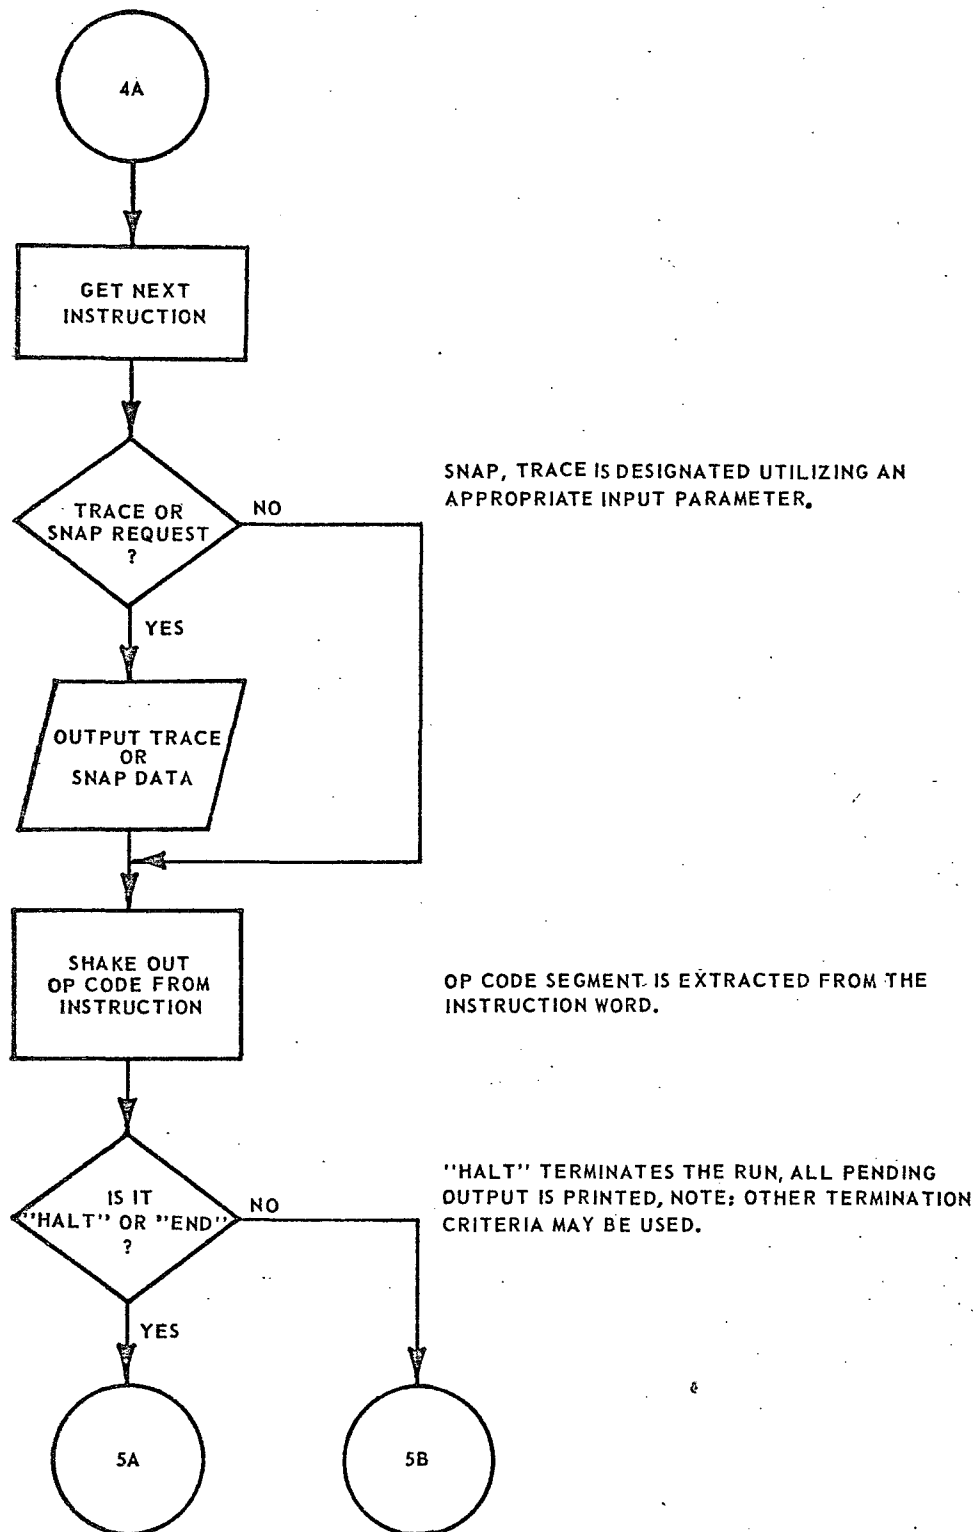 4A
GET NEXT
INSTRUCTION
TRACE OR
SNAP REQUEST
?
NO
SNAP, TRACE IS DESIGNATED UTILIZING AN
APPROPRIATE INPUT PARAMETER.
YES
OUTPUT TRACE
OR
SNAP DATA
SHAKE OUT
OP CODE FROM
INSTRUCTION
OP CODE SEGMENT IS EXTRACTED FROM THE
INSTRUCTION WORD.
IS IT
"HALT" OR "END"
?
NO
"HALT" TERMINATES THE RUN, ALL PENDING
OUTPUT IS PRINTED, NOTE: OTHER TERMINATION
CRITERIA MAY BE USED.
YES
5A
5B